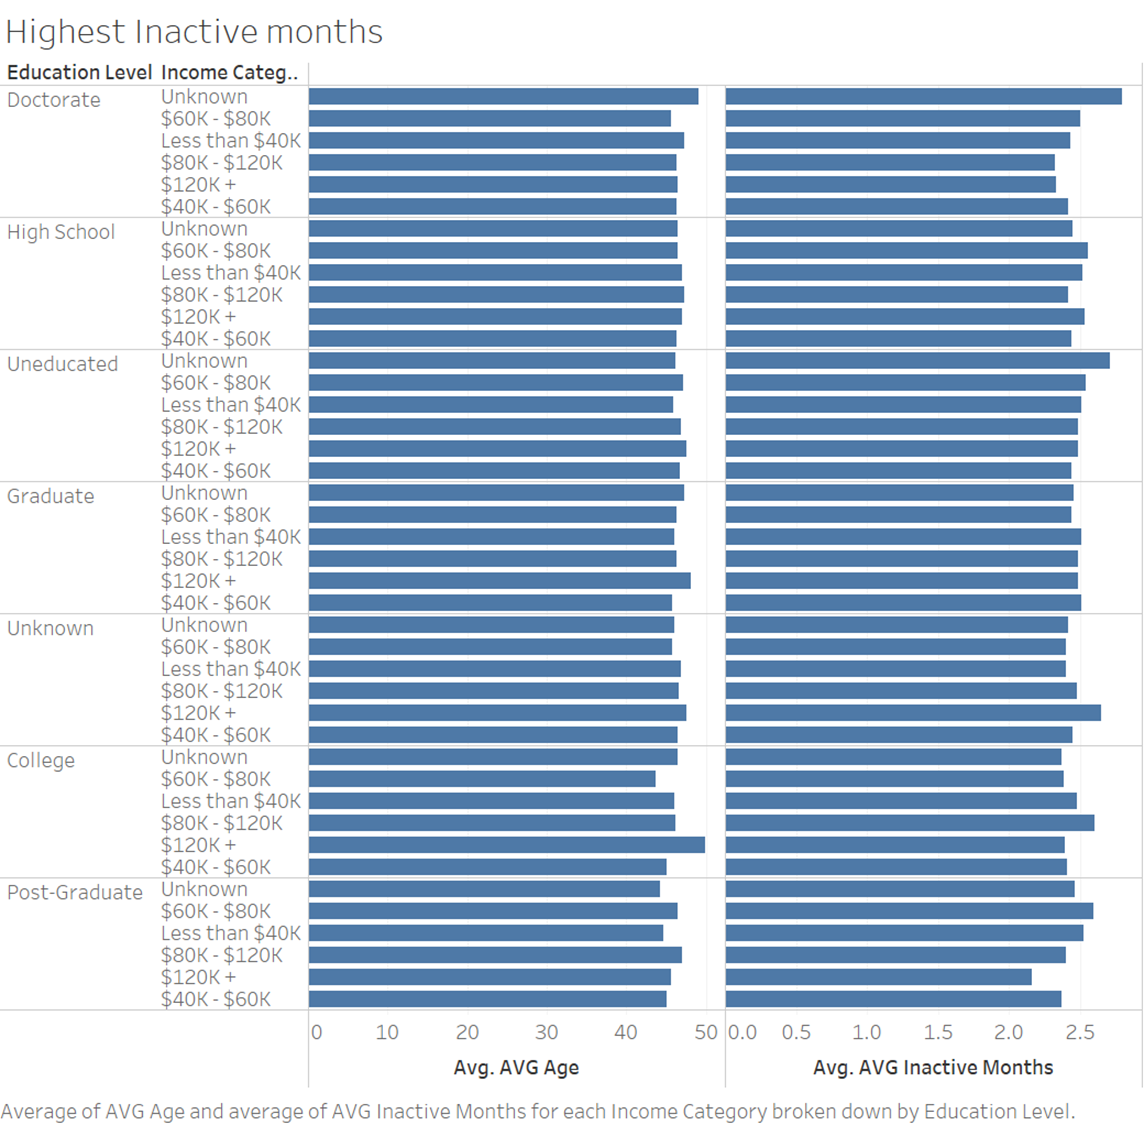 Highest Inactive months
Education Level Income Categ..
Doctorate Unknown
$60K - $80K
Less than $40K
$80K - $120K
$120K +
$40K - $60K
High School Unknown
$60K - $80K
Less than $40K
$80K - $120K
$120K +
$40K - $60K
Uneducated Unknown
$60K - $80K
Less than $40K
$80K - $120K
$120K +
$40K - $60K
Graduate Unknown
$60K - $80K
Less than $40K
$80K - $120K
$120K +
$40K - $60K
Unknown Unknown
$60K - $80K
Less than $40K
$80K - $120K
$120K +
$40K - $60K
College Unknown
$60K - $80K
Less than $40K
$80K - $120K
$120K +
$40K - $60K
Post-Graduate Unknown
$60K - $80K
Less than $40K
$80K - $120K
$120K +
$40K - $60K
0 10 20 30 40 50 0.0 0.5 1.0 1.5 2.0 2.5
Avg. AVG Age Avg. AVG Inactive Months
Average of AVG Age and average of AVG Inactive Months for each Income Category broken down by Education Level.